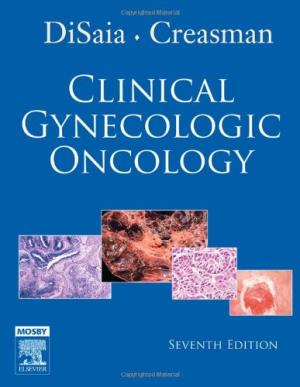 DiSaia • Creasman
CLINICAL
GYNECOLOGIC
ONCOLOGY
MOSBY
ELSEVIER
SEVENTH EDITION